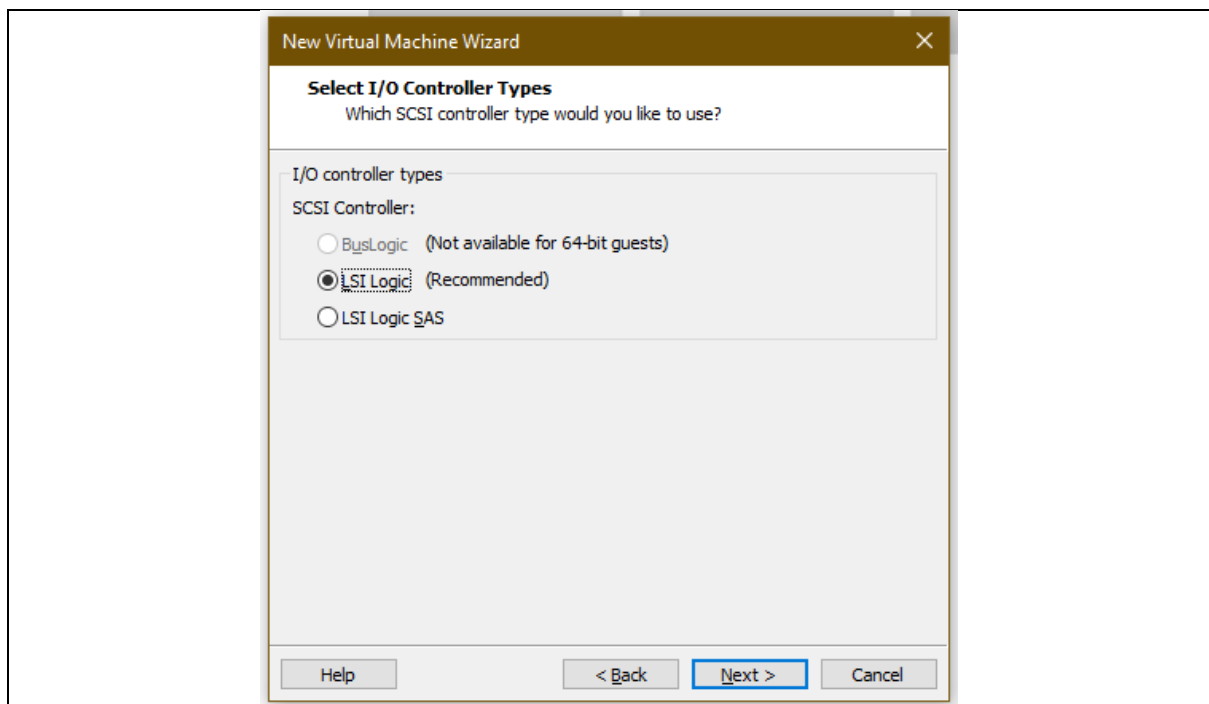 New Virtual Machine Wizard
Select I/O Controller Types
Which SCSI controller type would you like to use?
I/O controller types
SCSI Controller:
BusLogic (Not available for 64-bit guests)
LSI Logic (Recommended)
LSI Logic SAS
Help < Back Next > Cancel